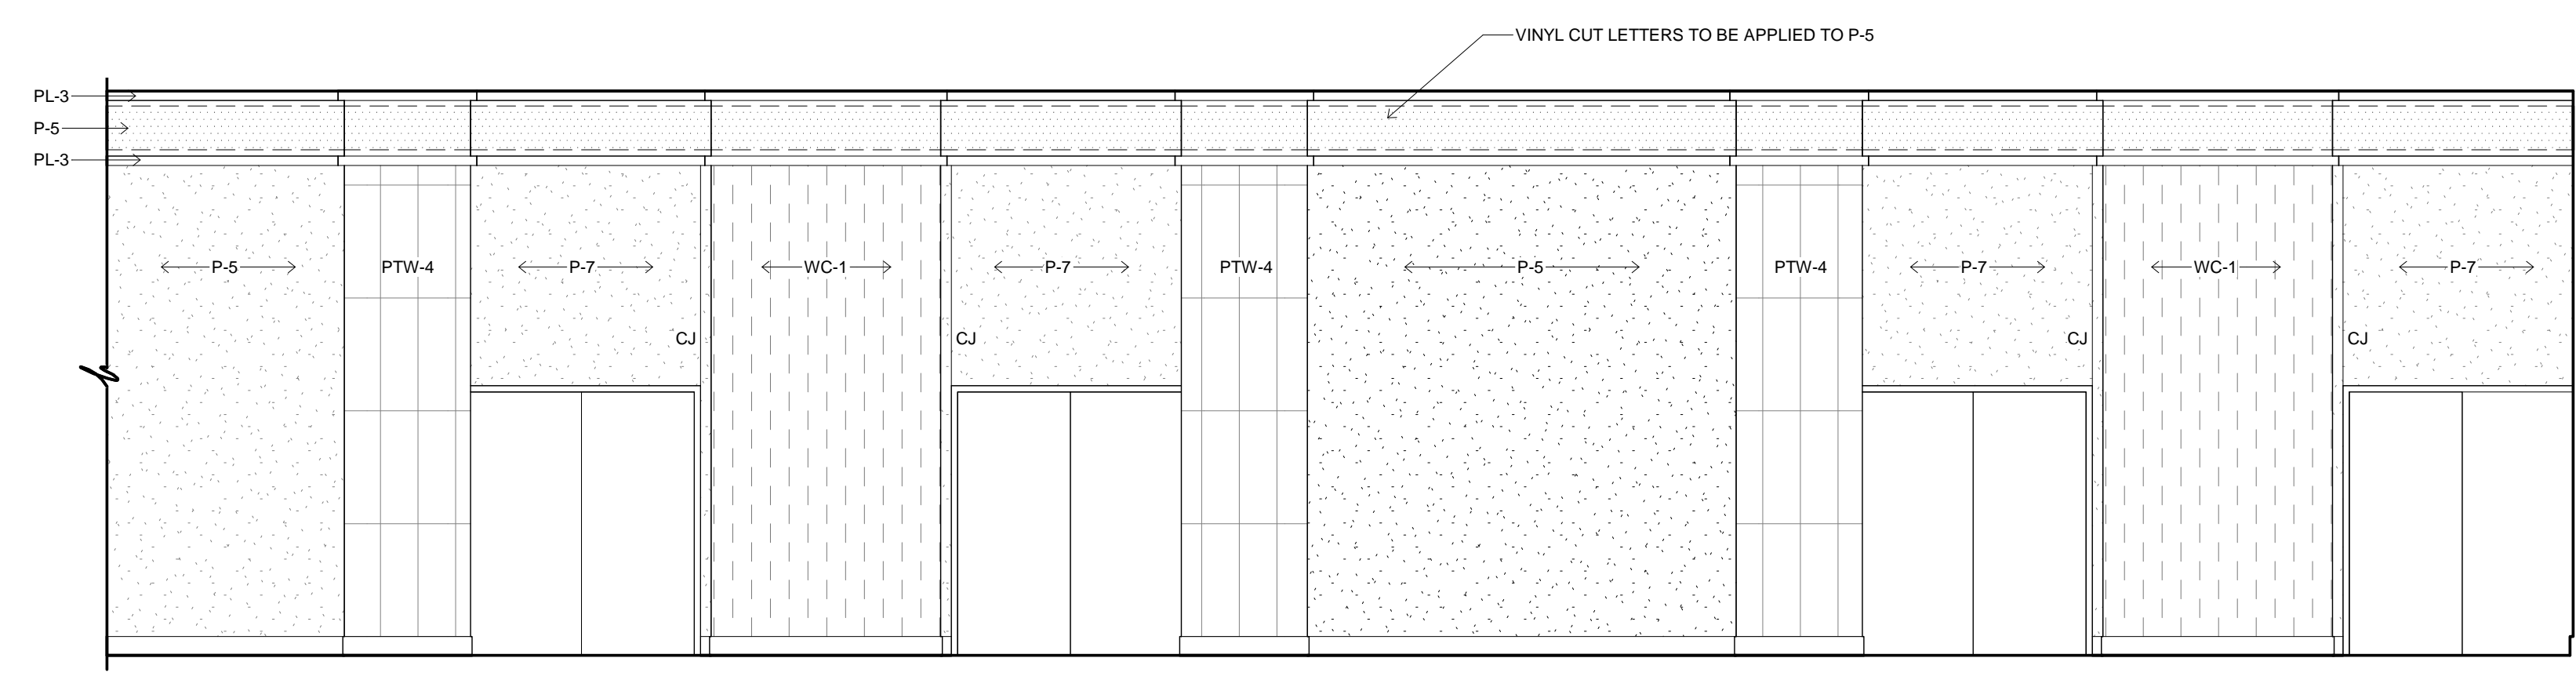 VINYL CUT LETTERS TO BE APPLIED TO P-5
PL-3
P-5
PL-3
P-5
PTW-4
P-7
WC-1
P-7
PTW-4
P-5
PTW-4
P-7
WC-1
P-7
CJ
CJ
CJ
CJ